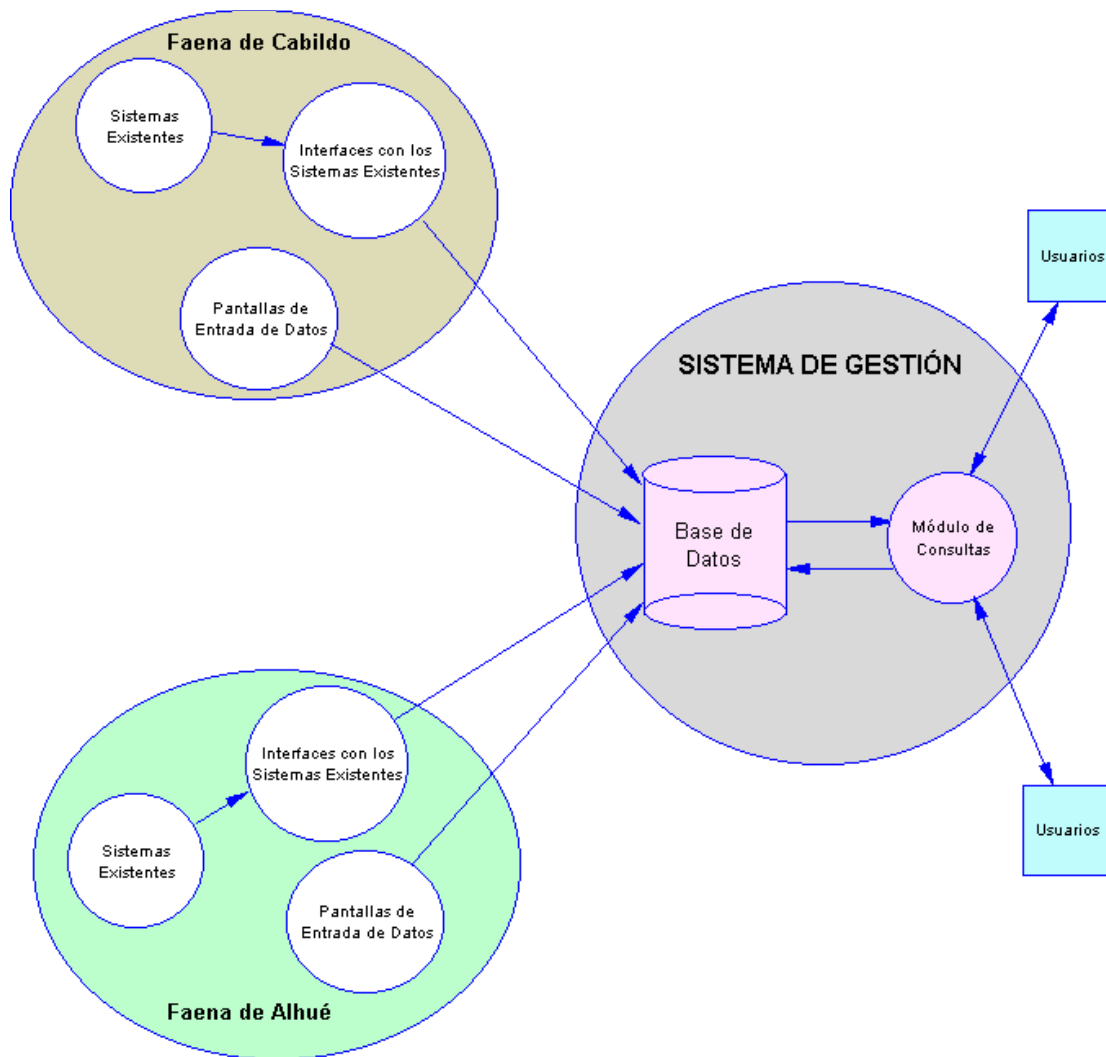 Faena de Cabildo
Sistemas
Existentes
Interfaces con los
Sistemas Existentes
Pantallas de
Entrada de Datos
Usuarios
SISTEMA DE GESTIÓN
Base de
Datos
Módulo de
Consultas
Interfaces con los
Sistemas Existentes
Sistemas
Existentes
Pantallas de
Entrada de Datos
Faena de Alhué
Usuarios